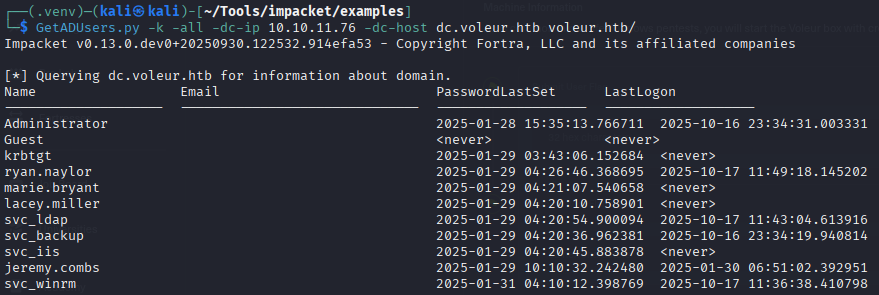 (.venv)─(kali㉿kali)-[~/Tools/impacket/examples]
$ GetADUsers.py -k -all -dc-ip 10.10.11.76 -dc-host dc.voleur.htb voleur.htb/
Impacket v0.13.0.dev0+20250930.122532.914efa53 - Copyright Fortra, LLC and its affiliated companies
[*] Querying dc.voleur.htb for information about domain.
Name Email PasswordLastSet LastLogon
Administrator 2025-01-28 15:35:13.766711 2025-10-16 23:34:31.003331
Guest <never> <never>
krbtgt 2025-01-29 03:43:06.152684 <never>
ryan.naylor 2025-01-29 04:26:46.368695 2025-10-17 11:49:18.145202
marie.bryant 2025-01-29 04:21:07.540658 <never>
lacey.miller 2025-01-29 04:20:10.758901 <never>
svc_ldap 2025-01-29 04:20:54.900094 2025-10-17 11:43:04.613916
svc_backup 2025-01-29 04:20:36.962381 2025-10-16 23:34:19.940814
svc_iis 2025-01-29 04:20:45.883878 <never>
jeremy.combs 2025-01-29 10:10:32.242480 2025-01-30 06:51:02.392951
svc_winrm 2025-01-31 04:10:12.398769 2025-10-17 11:36:38.410798